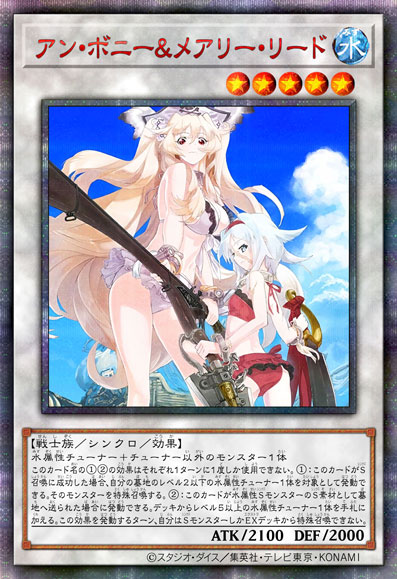 アン・ボニー&メアリー・リード
水
【戦士族/シンクロ/効果】
水属性チューナー+チューナー以外のモンスター1体
このカード名の①②の効果はそれぞれ1ターンに1度しか使用できない。①:このカードがS
召喚に成功した場合、自分の墓地のレベル2以下の水属性チューナー1体を対象として発動で
きる。そのモンスターを特殊召喚する。②:このカードが水属性SモンスターのS素材として墓
地へ送られた場合に発動できる。デッキからレベル5以上の水属性チューナー1体を手札に
加える。この効果を発動するターン、自分はSモンスターしかEXデッキから特殊召喚できない。
ATK/2100 DEF/2000
©スタジオ・ダイス/集英社・テレビ東京・KONAMI